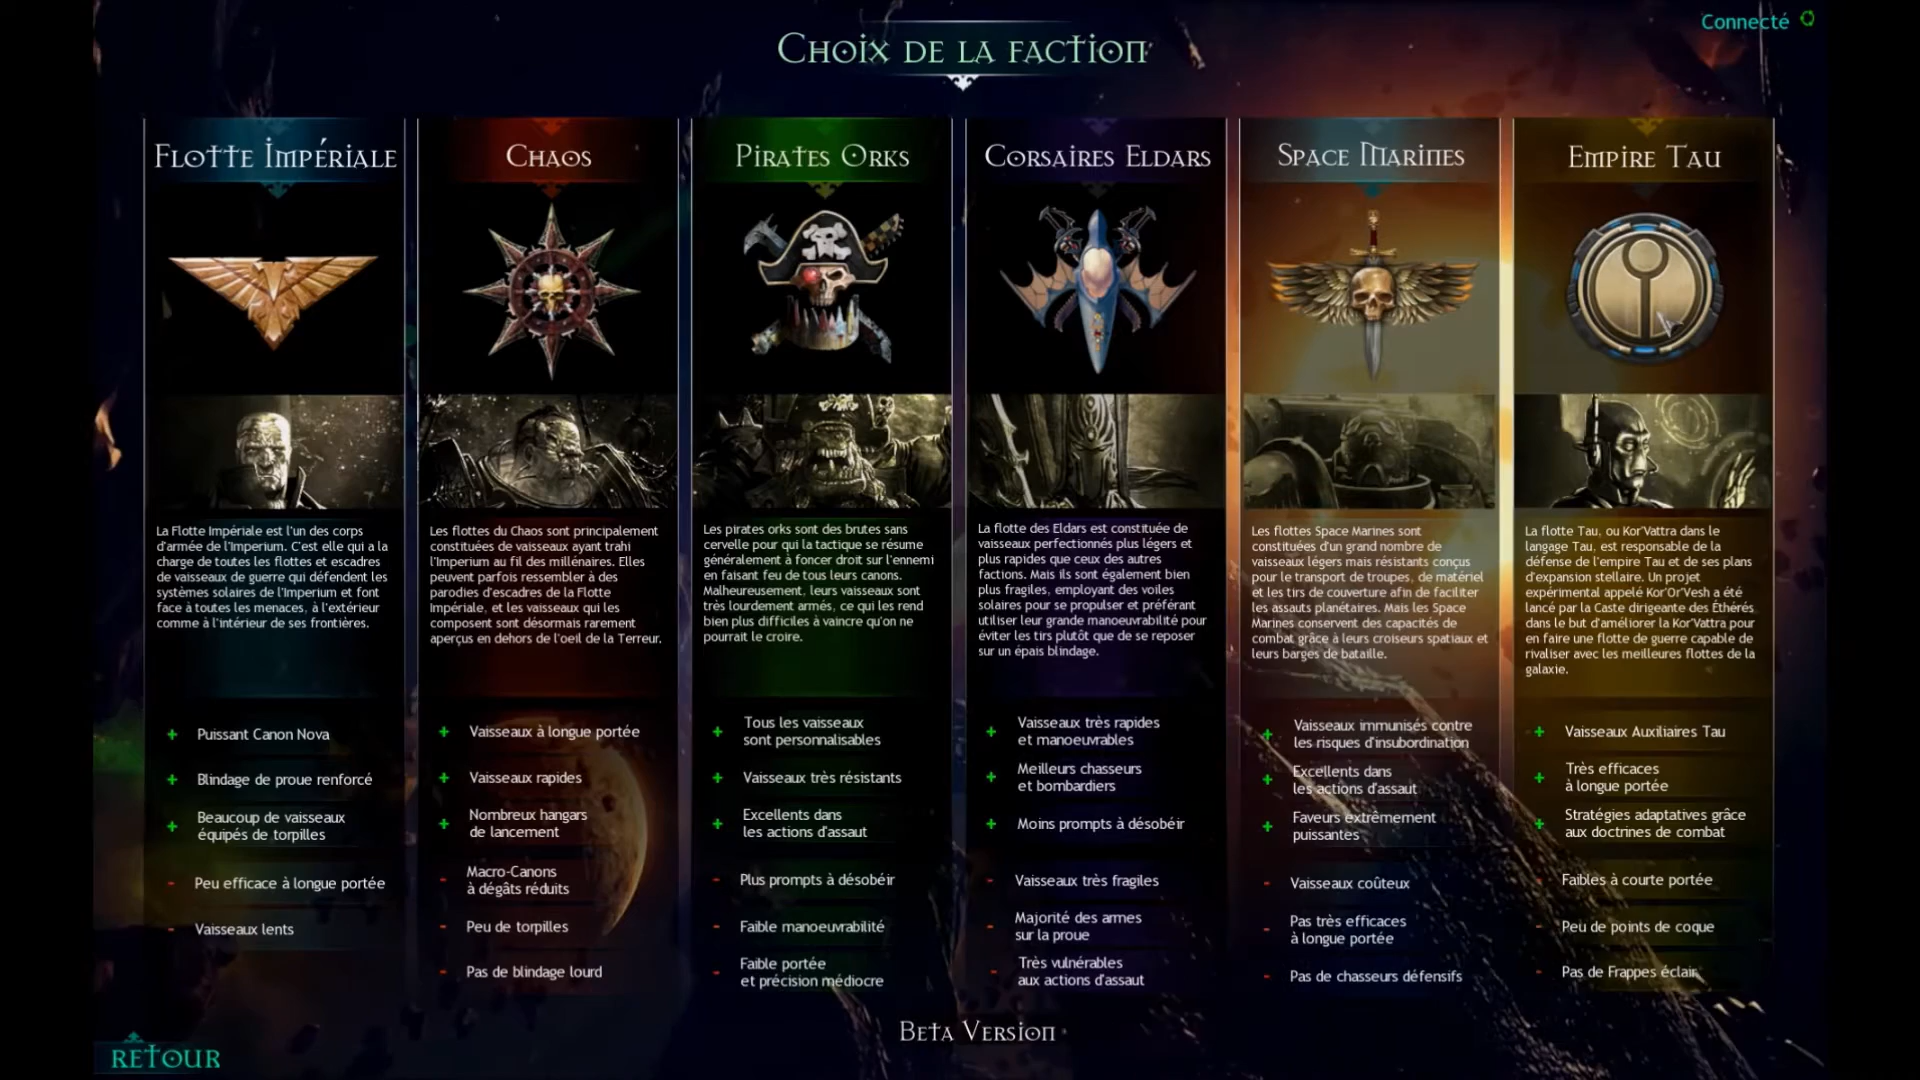 Connecté
Choix de la faction
Flotte Impériale
La Flotte Impériale est l'un des corps
d'armée de l'Imperium. C'est elle qui a la
charge de toutes les flottes et escadres
de vaisseaux de guerre qui défendent les
systèmes solaires de l'Imperium et font
face à toutes les menaces, à l'extérieur
comme à l'intérieur de ses frontières.
+ Puissant Canon Nova
+ Blindage de proue renforcé
+ Beaucoup de vaisseaux
équipés de torpilles
- Peu efficace à longue portée
- Vaisseaux lents
Chaos
Les flottes du Chaos sont principalement
constituées de vaisseaux ayant trahi
l'Imperium au fil des millénaires. Elles
peuvent parfois ressembler à des
parodies d'escadres de la Flotte
Impériale, et les vaisseaux qui les
composent sont désormais rarement
aperçus en dehors de l'oeil de la Terreur.
+ Vaisseaux à longue portée
+ Vaisseaux rapides
+ Nombreux hangars
de lancement
- Macro-Canons
à dégâts réduits
- Peu de torpilles
- Pas de blindage lourd
Pirates Orks
Les pirates orks sont des brutes sans
cervelle pour qui la tactique se résume
généralement à foncer droit sur l'ennemi
en faisant feu de tous leurs canons.
Malheureusement, leurs vaisseaux sont
très lourdement armés, ce qui les rend
bien plus difficiles à vaincre qu'on ne
pourrait le croire.
+ Tous les vaisseaux
sont personnalisables
+ Vaisseaux très résistants
+ Excellents dans
les actions d'assaut
- Plus prompts à désobéir
- Faible manoeuvrabilité
- Faible portée
et précision médiocre
Corsaires Eldars
La flotte des Eldars est constituée de
vaisseaux perfectionnés plus légers et
plus rapides que ceux des autres
factions. Mais ils sont également bien
plus fragiles, employant des voiles
solaires pour se propulser et préférant
utiliser leur grande manoeuvrabilité pour
éviter les tirs plutôt que de se reposer
sur un épais blindage.
+ Vaisseaux très rapides
et manoeuvrables
+ Meilleurs chasseurs
et bombardiers
+ Moins prompts à désobéir
- Vaisseaux très fragiles
- Majorité des armes
sur la proue
- Très vulnérables
aux actions d'assaut
Space Marines
Les flottes Space Marines sont
constituées d'un grand nombre de
vaisseaux légers mais résistants conçus
pour le transport de troupes, de matériel
et les tirs de couverture afin de faciliter
les assauts planétaires. Mais les Space
Marines conservent des capacités de
combat grâce à leurs croiseurs spatiaux et
leurs barges de bataille.
+ Vaisseaux immunisés contre
les risques d'insubordination
+ Excellents dans
les actions d'assaut
+ Faveurs extrêmement
puissantes
- Vaisseaux coûteux
- Pas très efficaces
à longue portée
- Pas de chasseurs défensifs
Empire Tau
La flotte Tau, ou Kor'Vattra dans le
langage Tau, est responsable de la
défense de l'empire Tau et de ses plans
d'expansion stellaire. Un projet
expérimental appelé Kor'Or'Vesh a été
lancé par la Caste dirigeante des Éthérés
dans le but d'améliorer la Kor'Vattra pour
en faire une flotte de guerre capable de
rivaliser avec les meilleures flottes de la
galaxie.
+ Vaisseaux Auxiliaires Tau
+ Très efficaces
à longue portée
+ Stratégies adaptatives grâce
aux doctrines de combat
- Faibles à courte portée
- Peu de points de coque
- Pas de Frappes éclair
Beta Version
Retour